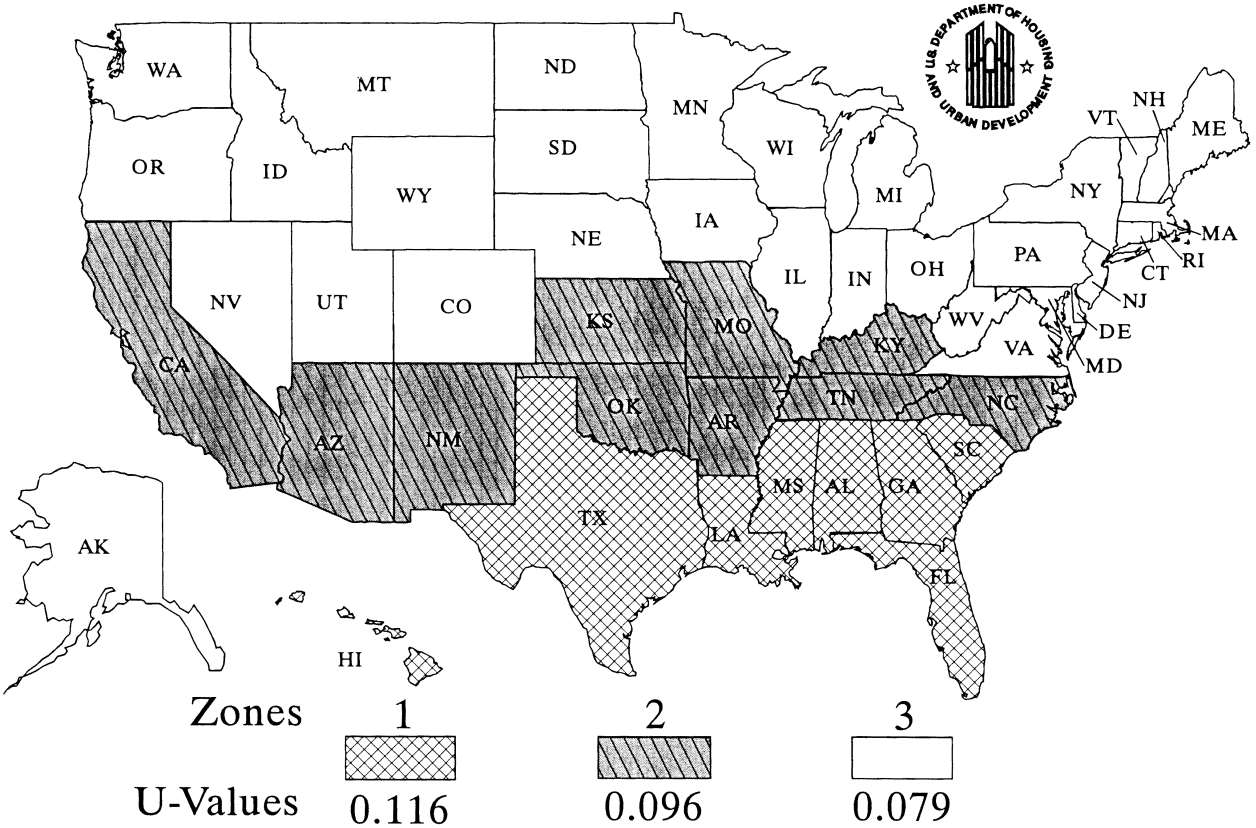 U.S. DEPARTMENT OF HOUSING
AND URBAN DEVELOPMENT
WA
MT
ND
MN
OR
ID
WY
SD
WI
MI
NY
VT
NH
ME
MA
RI
CT
NJ
DE
MD
NV
UT
CO
NE
IA
IL
IN
OH
PA
WV
VA
CA
AZ
NM
KS
MO
KY
OK
AR
TN
NC
TX
LA
MS
AL
GA
SC
FL
AK
HI
Zones 1 2 3
U-Values 0.116 0.096 0.079